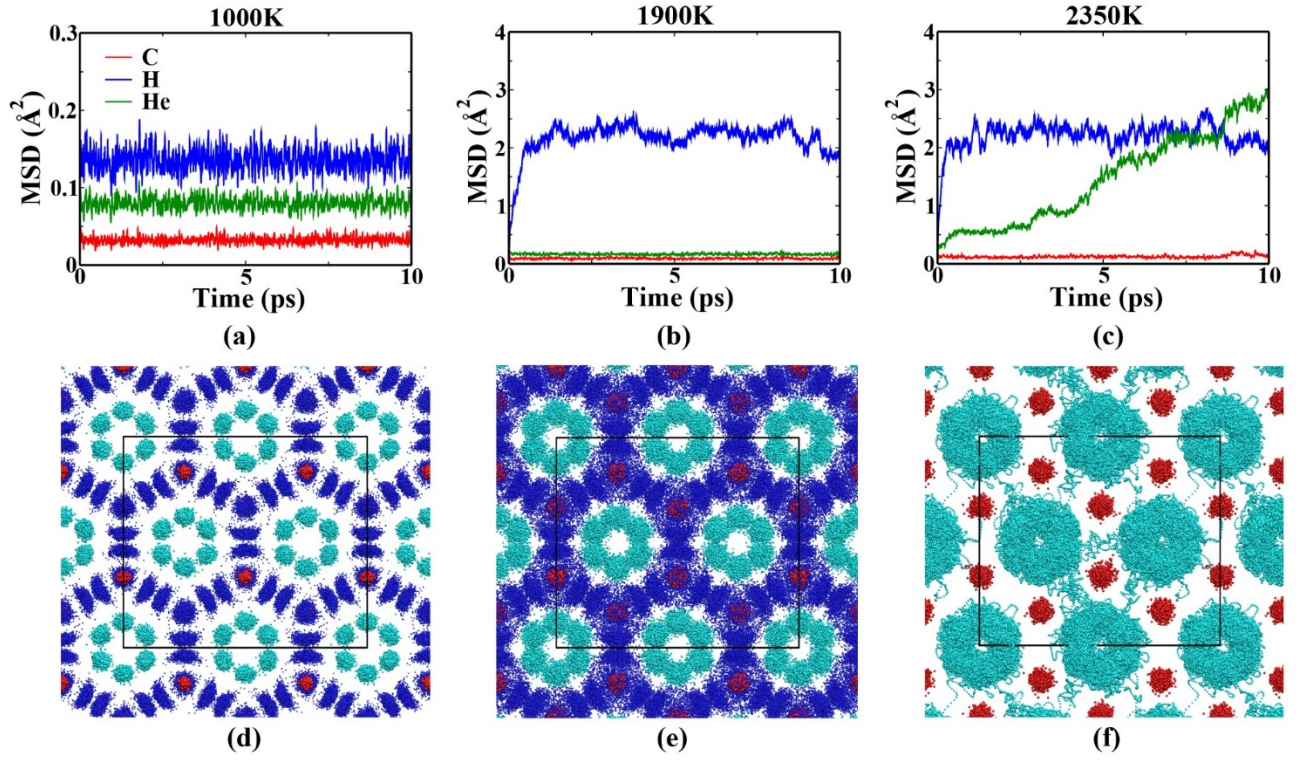 1000K
1900K
2350K
0.3
0.2
0.1
0
MSD (Å²)
C
H
He
0
5
10
Time (ps)
(a)
4
3
2
1
0
MSD (Å²)
0
5
10
Time (ps)
(b)
4
3
2
1
0
MSD (Å²)
0
5
10
Time (ps)
(c)
(d)
(e)
(f)